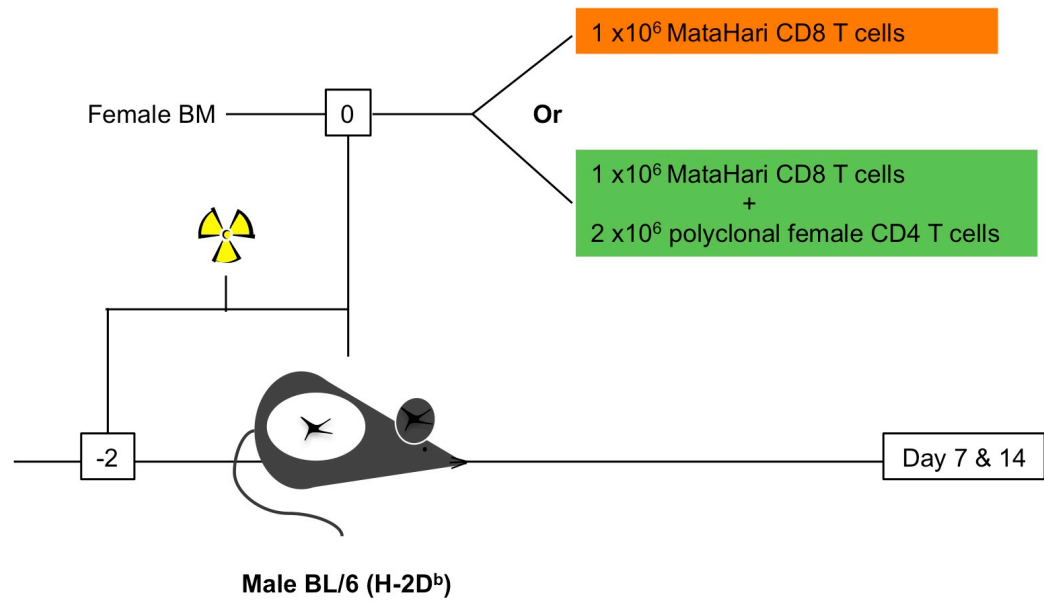 1 x10⁶ MataHari CD8 T cells
Female BM
0
Or
1 x10⁶ MataHari CD8 T cells
+
2 x10⁶ polyclonal female CD4 T cells
-2
Day 7 & 14
Male BL/6 (H-2Dᵇ)